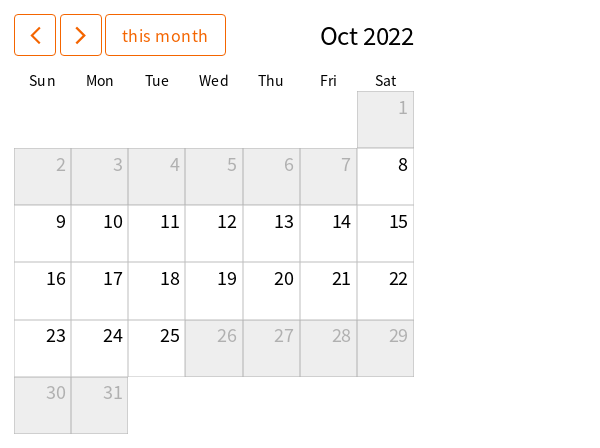 this month Oct 2022
Sun Mon Tue Wed Thu Fri Sat
1
2 3 4 5 6 7 8
9 10 11 12 13 14 15
16 17 18 19 20 21 22
23 24 25 26 27 28 29
30 31